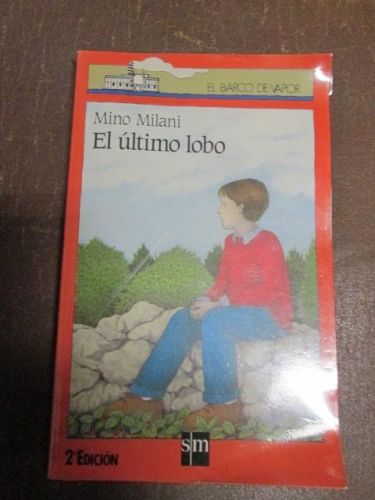 EL BARCO DE VAPOR
Mino Milani
El último lobo
2ª EDICIÓN
sm